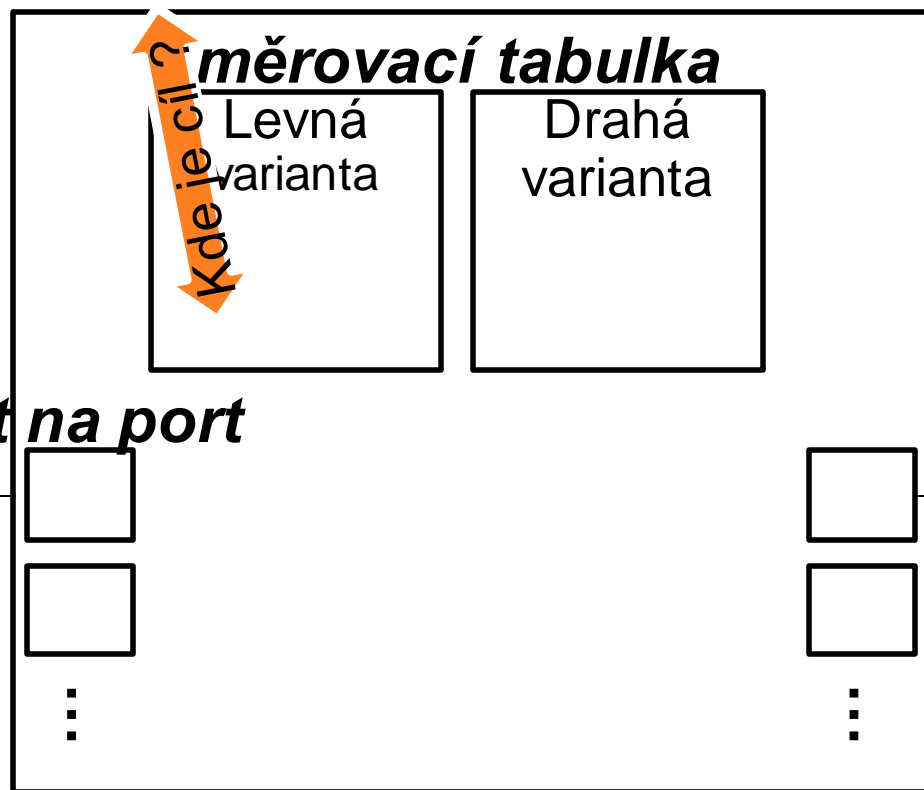 měrovací tabulka
Kde je cíl ?
Levná
varianta
Drahá
varianta
t na port